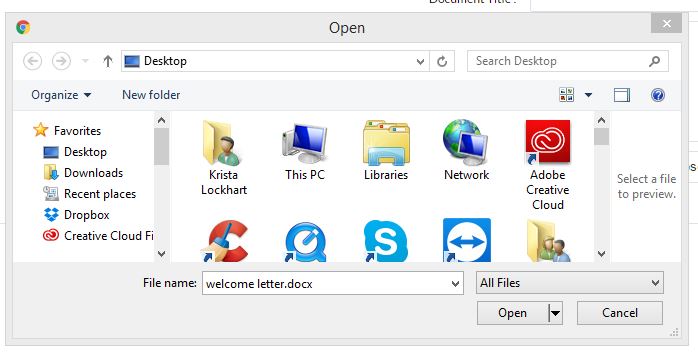 Document Title :
Open
Desktop
Search Desktop
Organize
New folder
Favorites
Desktop
Downloads
Recent places
Dropbox
Creative Cloud Fi
Krista
Lockhart
This PC
Libraries
Network
Adobe
Creative
Cloud
Select a file
to preview.
File name:
welcome letter.docx
All Files
Open
Cancel